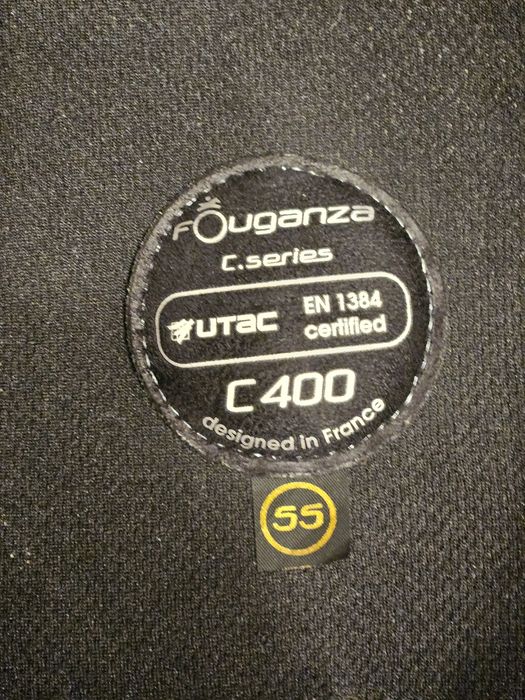 Fouganza
C.series
UTAC
EN 1384
certified
C400
designed in France
55